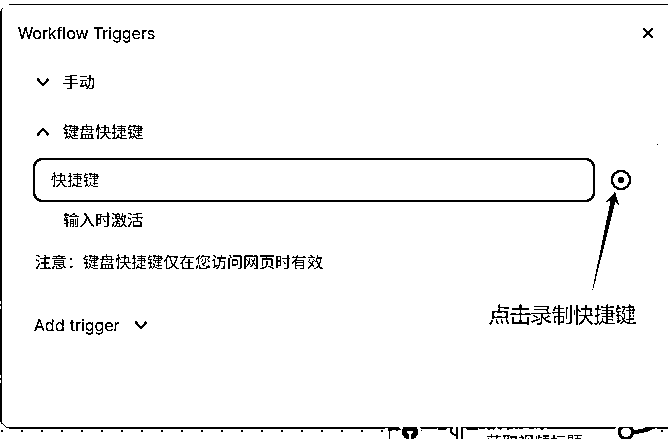 Workflow Triggers
手动
键盘快捷键
快捷键
输入时激活
注意：键盘快捷键仅在您访问网页时有效
点击录制快捷键
Add trigger